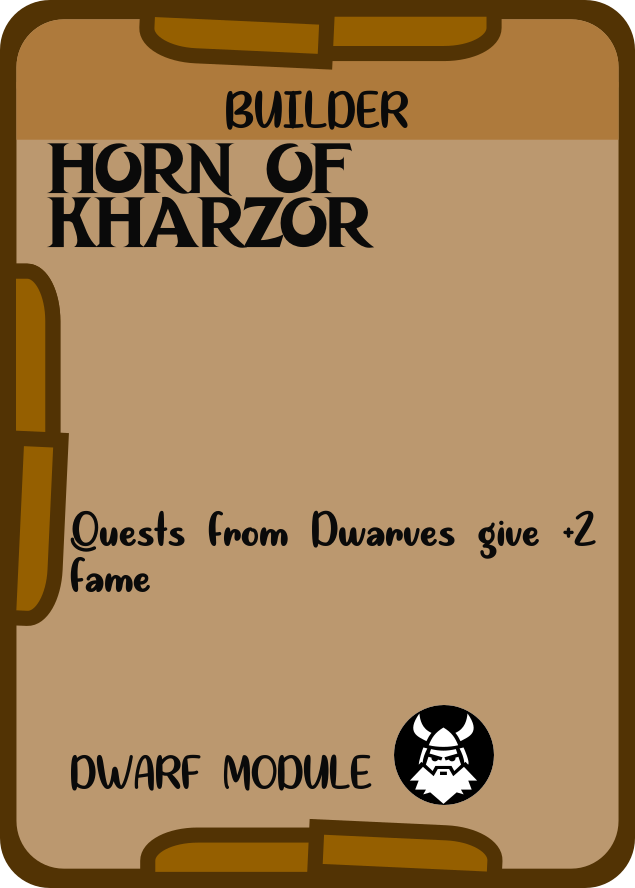 BUILDER
HORN OF
KHARZOR
Quests from Dwarves give +2
fame
DWARF MODULE